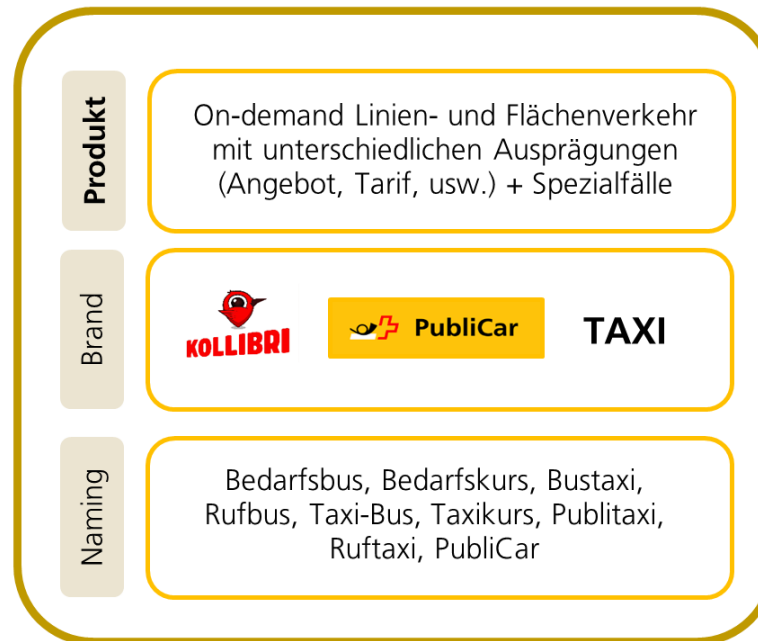 Produkt
On-demand Linien- und Flächenverkehr
mit unterschiedlichen Ausprägungen
(Angebot, Tarif, usw.) + Spezialfälle
Brand
KOLLIBRI
PubliCar
TAXI
Naming
Bedarfsbus, Bedarfskurs, Bustaxi,
Rufbus, Taxi-Bus, Taxikurs, Publitaxi,
Ruftaxi, PubliCar